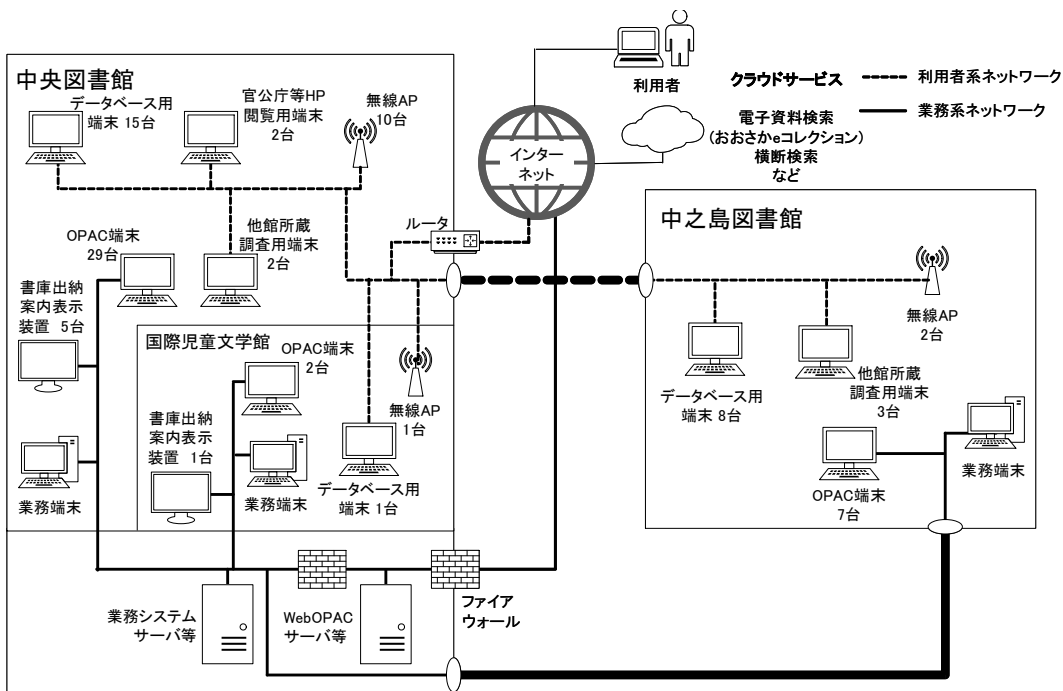 中央図書館
データベース用
端末 15台
官公庁等HP
閲覧用端末
2台
無線AP
10台
OPAC端末
29台
他館所蔵
調査用端末
2台
書庫出納
案内表示
装置 5台
業務端末
国際児童文学館
OPAC端末
2台
書庫出納
案内表示
装置 1台
業務端末
無線AP
1台
データベース用
端末 1台
ルータ
インター
ネット
利用者
クラウドサービス
電子資料検索
(おおさかeコレクション)
横断検索
など
利用者系ネットワーク
業務系ネットワーク
中之島図書館
無線AP
2台
データベース用
端末 8台
他館所蔵
調査用端末
3台
OPAC端末
7台
業務端末
業務システム
サーバ等
WebOPAC
サーバ等
ファイア
ウォール